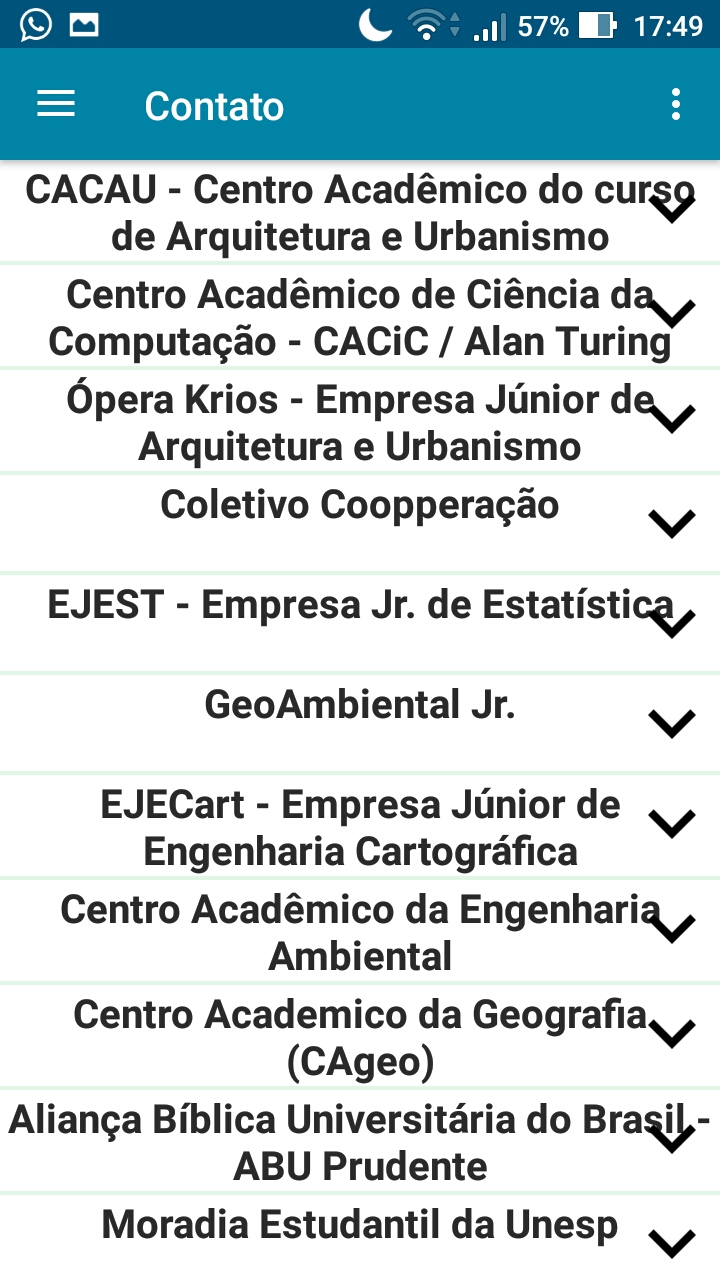 57% 17:49
Contato
CACAU - Centro Acadêmico do curso
de Arquitetura e Urbanismo
Centro Acadêmico de Ciência da
Computação - CACiC / Alan Turing
Ópera Krios - Empresa Júnior de
Arquitetura e Urbanismo
Coletivo Coopperação
EJEST - Empresa Jr. de Estatística
GeoAmbiental Jr.
EJECart - Empresa Júnior de
Engenharia Cartográfica
Centro Acadêmico da Engenharia
Ambiental
Centro Academico da Geografia
(CAgeo)
Aliança Bíblica Universitária do Brasil -
ABU Prudente
Moradia Estudantil da Unesp